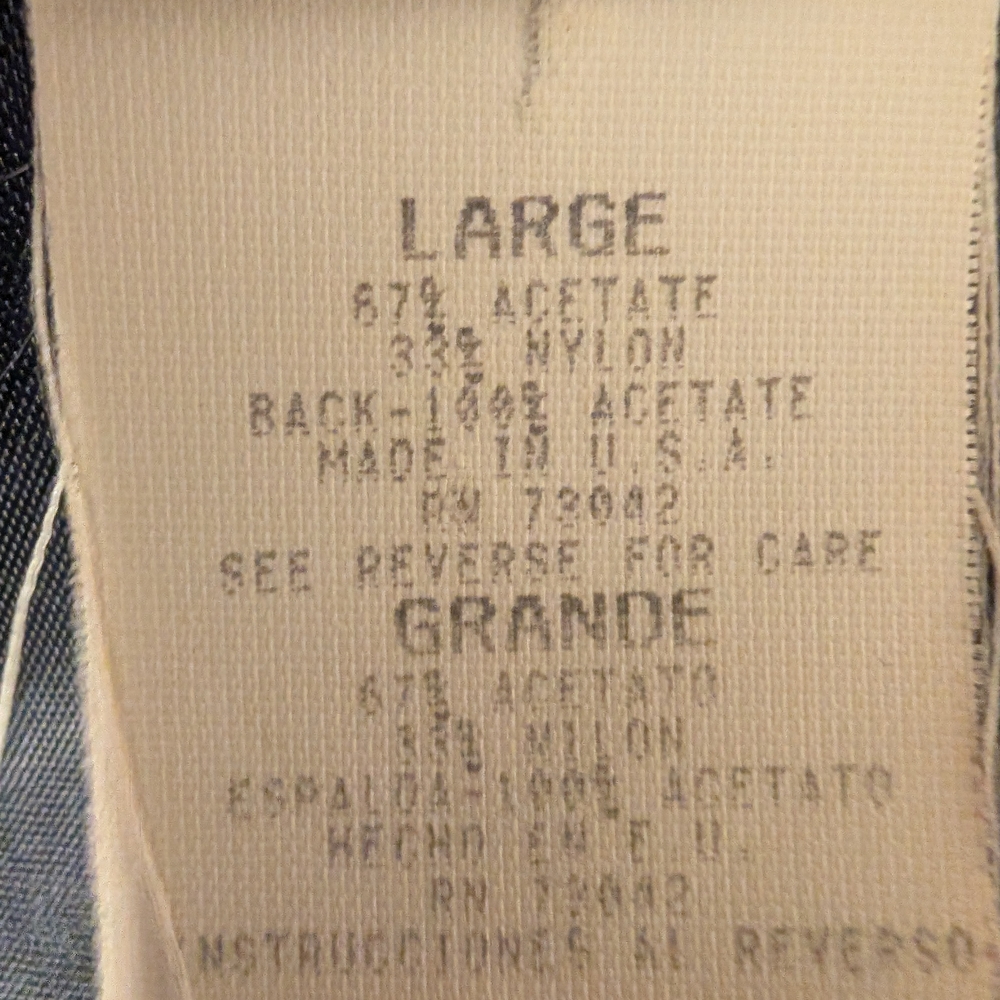 LARGE
67% ACETATE
33% NYLON
BACK-100% ACETATE
MADE IN U.S.A.
RN 73042
SEE REVERSE FOR CARE
GRANDE
67% ACETATO
33% NILON
ESPALDA-100% ACETATO
HECHO EN E.U.
RN 73042
INSTRUCCIONES AL REVERSO